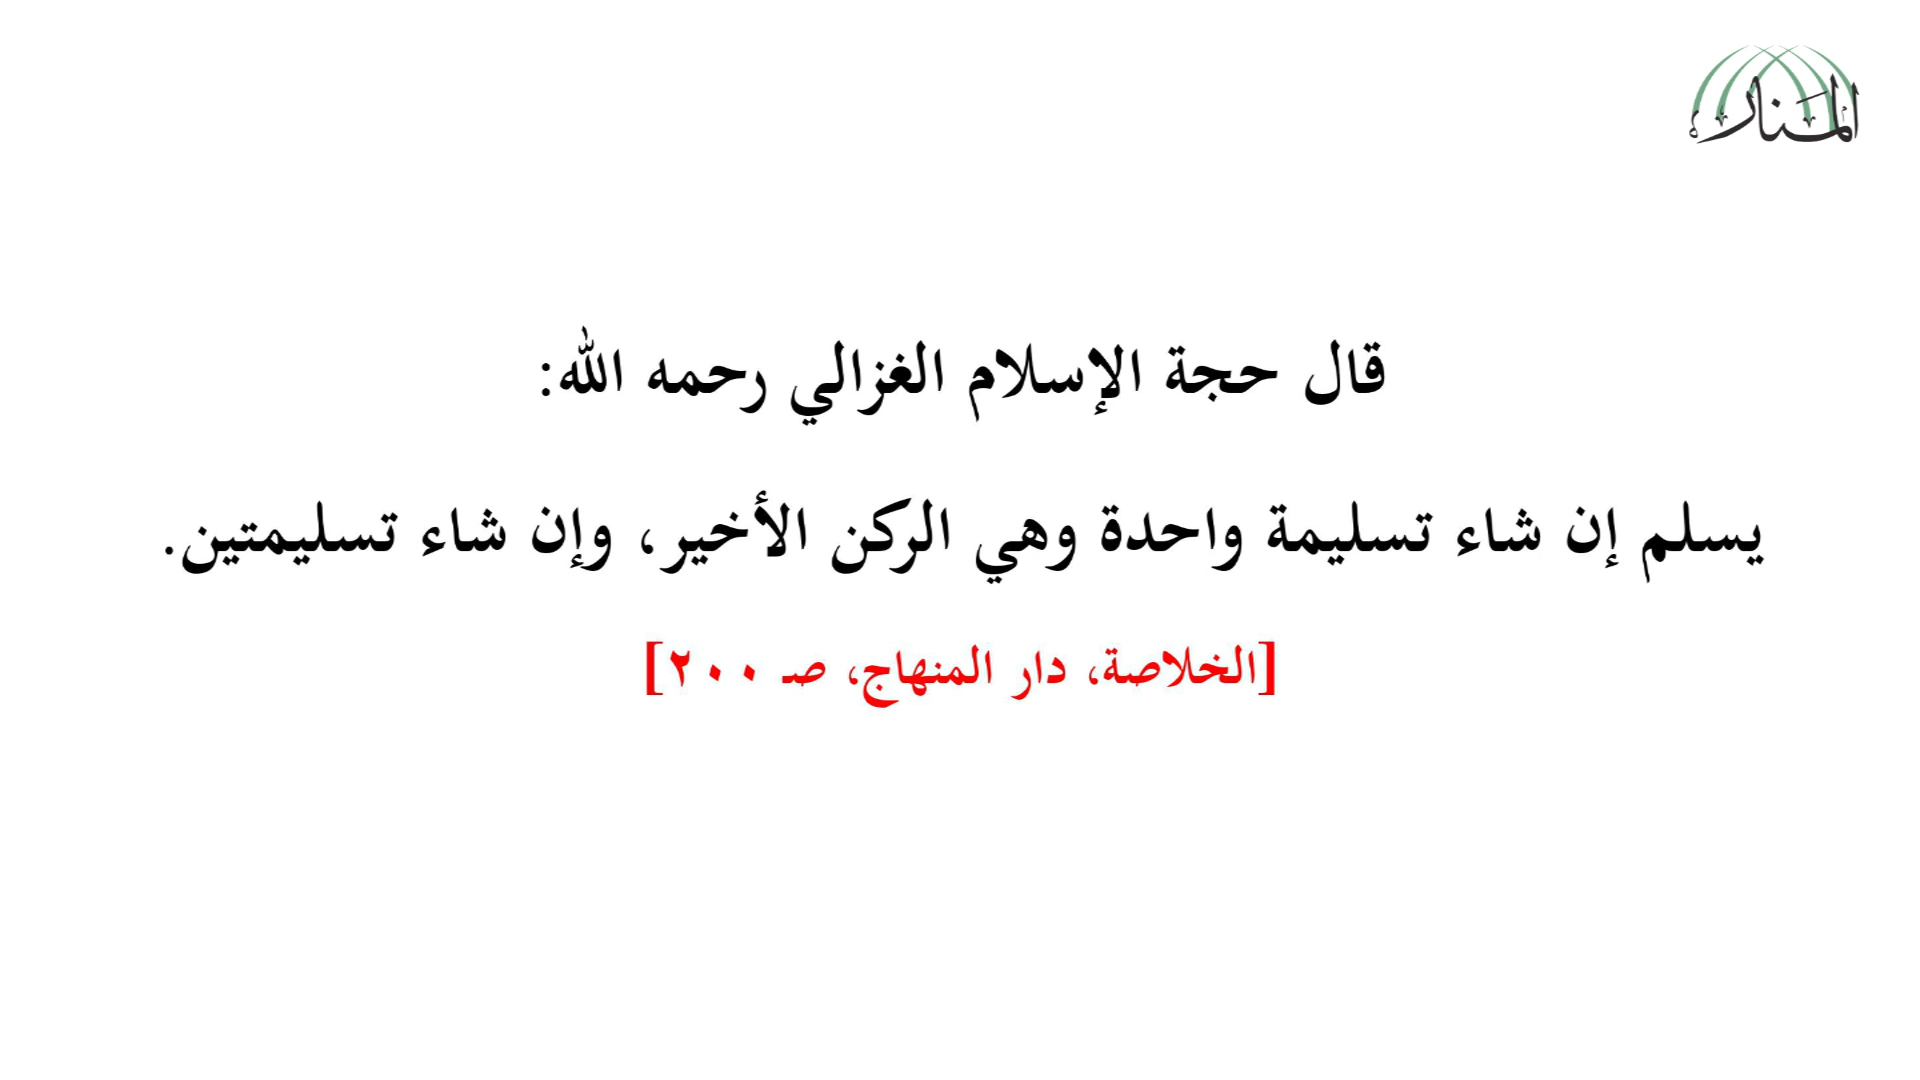 المنار
قال حجة الإسلام الغزالي رحمه الله:
يسلم إن شاء تسليمة واحدة وهي الركن الأخير، وإن شاء تسليمتين.
[الخلاصة، دار المنهاج، صـ ٢٠٠]